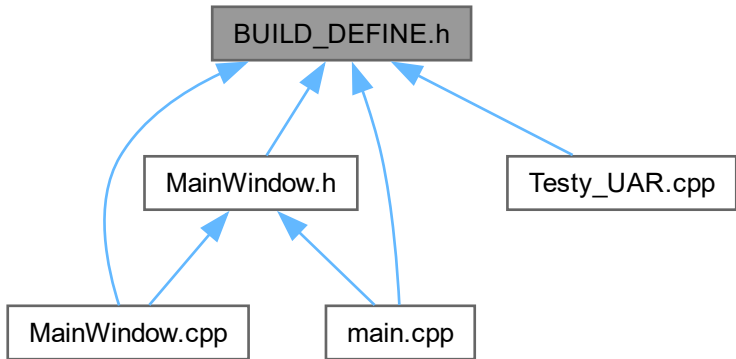 BUILD_DEFINE.h
MainWindow.h
Testy_UAR.cpp
MainWindow.cpp
main.cpp